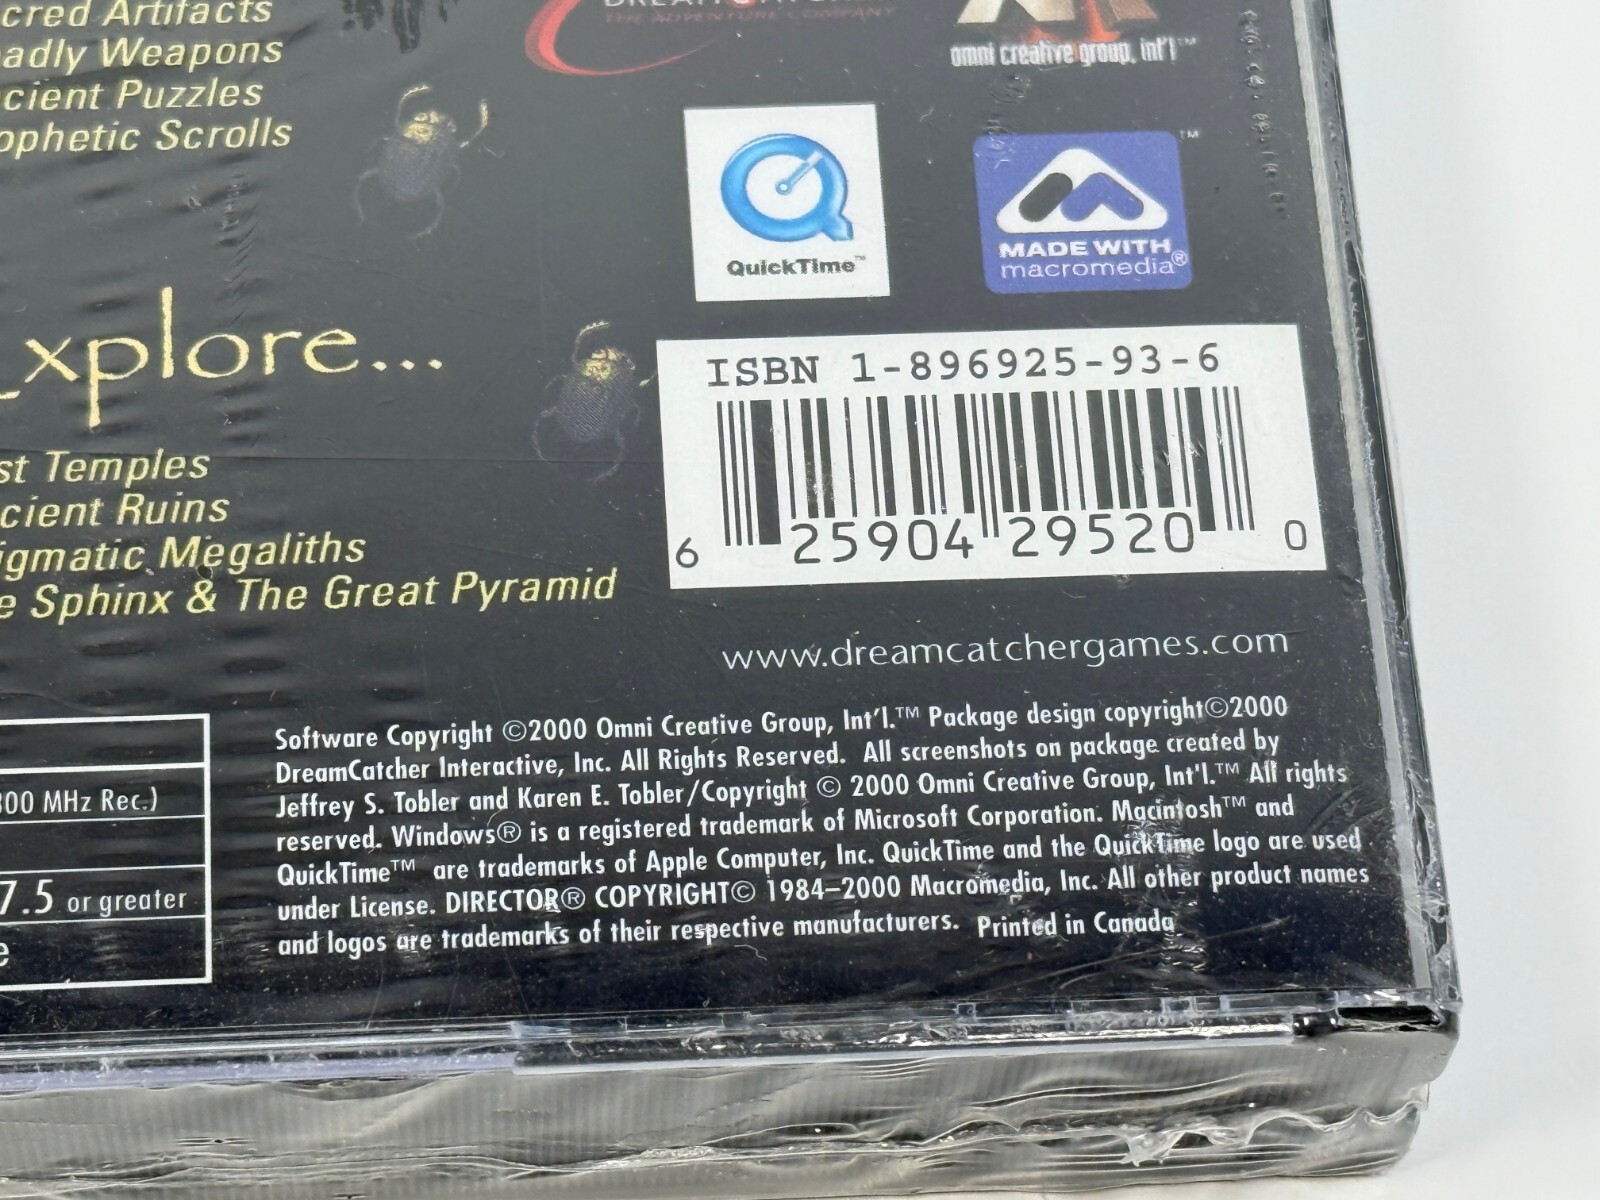 cred Artifacts
eadly Weapons
cient Puzzles
ophetic Scrolls
THE ADVENTURE COMPANY
omni creative group, int'l™
QuickTime™
MADE WITH
macromedia®
™
xplore...
st Temples
cient Ruins
igmatic Megaliths
e Sphinx & The Great Pyramid
ISBN 1-896925-93-6
6 25904 29520 0
www.dreamcatchergames.com
300 MHz Rec.)
7.5 or greater
e
Software Copyright ©2000 Omni Creative Group, Int'l.™ Package design copyright©2000
DreamCatcher Interactive, Inc. All Rights Reserved. All screenshots on package created by
Jeffrey S. Tobler and Karen E. Tobler/Copyright © 2000 Omni Creative Group, Int'l.™ All rights
reserved. Windows® is a registered trademark of Microsoft Corporation. Macintosh™ and
QuickTime™ are trademarks of Apple Computer, Inc. QuickTime and the QuickTime logo are used
under License. DIRECTOR® COPYRIGHT© 1984–2000 Macromedia, Inc. All other product names
and logos are trademarks of their respective manufacturers. Printed in Canada